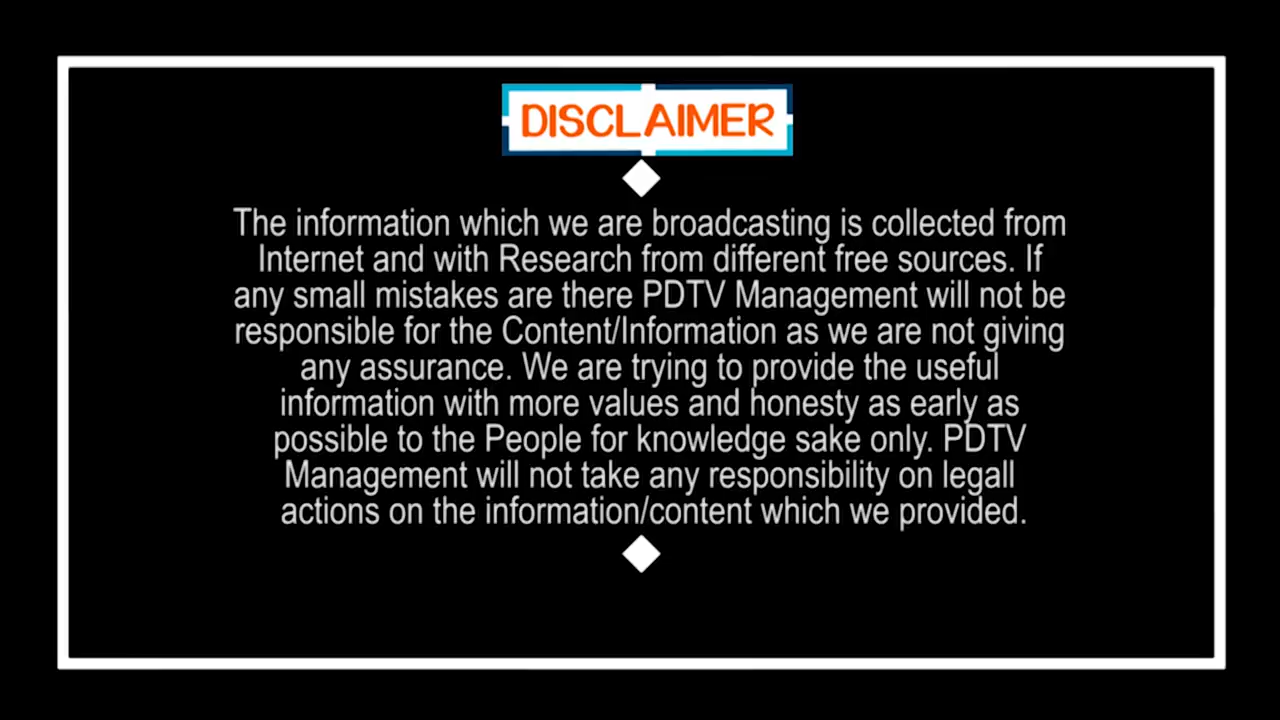 DISCLAIMER
The information which we are broadcasting is collected from
Internet and with Research from different free sources. If
any small mistakes are there PDTV Management will not be
responsible for the Content/Information as we are not giving
any assurance. We are trying to provide the useful
information with more values and honesty as early as
possible to the People for knowledge sake only. PDTV
Management will not take any responsibility on legall
actions on the information/content which we provided.